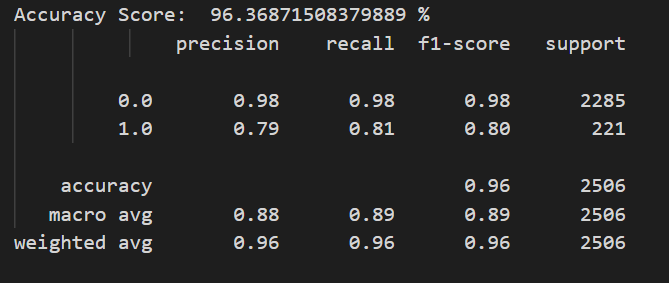 Accuracy Score:  96.36871508379889 %
              precision    recall  f1-score   support

         0.0       0.98      0.98      0.98      2285
         1.0       0.79      0.81      0.80       221

    accuracy                           0.96      2506
   macro avg       0.88      0.89      0.89      2506
weighted avg       0.96      0.96      0.96      2506